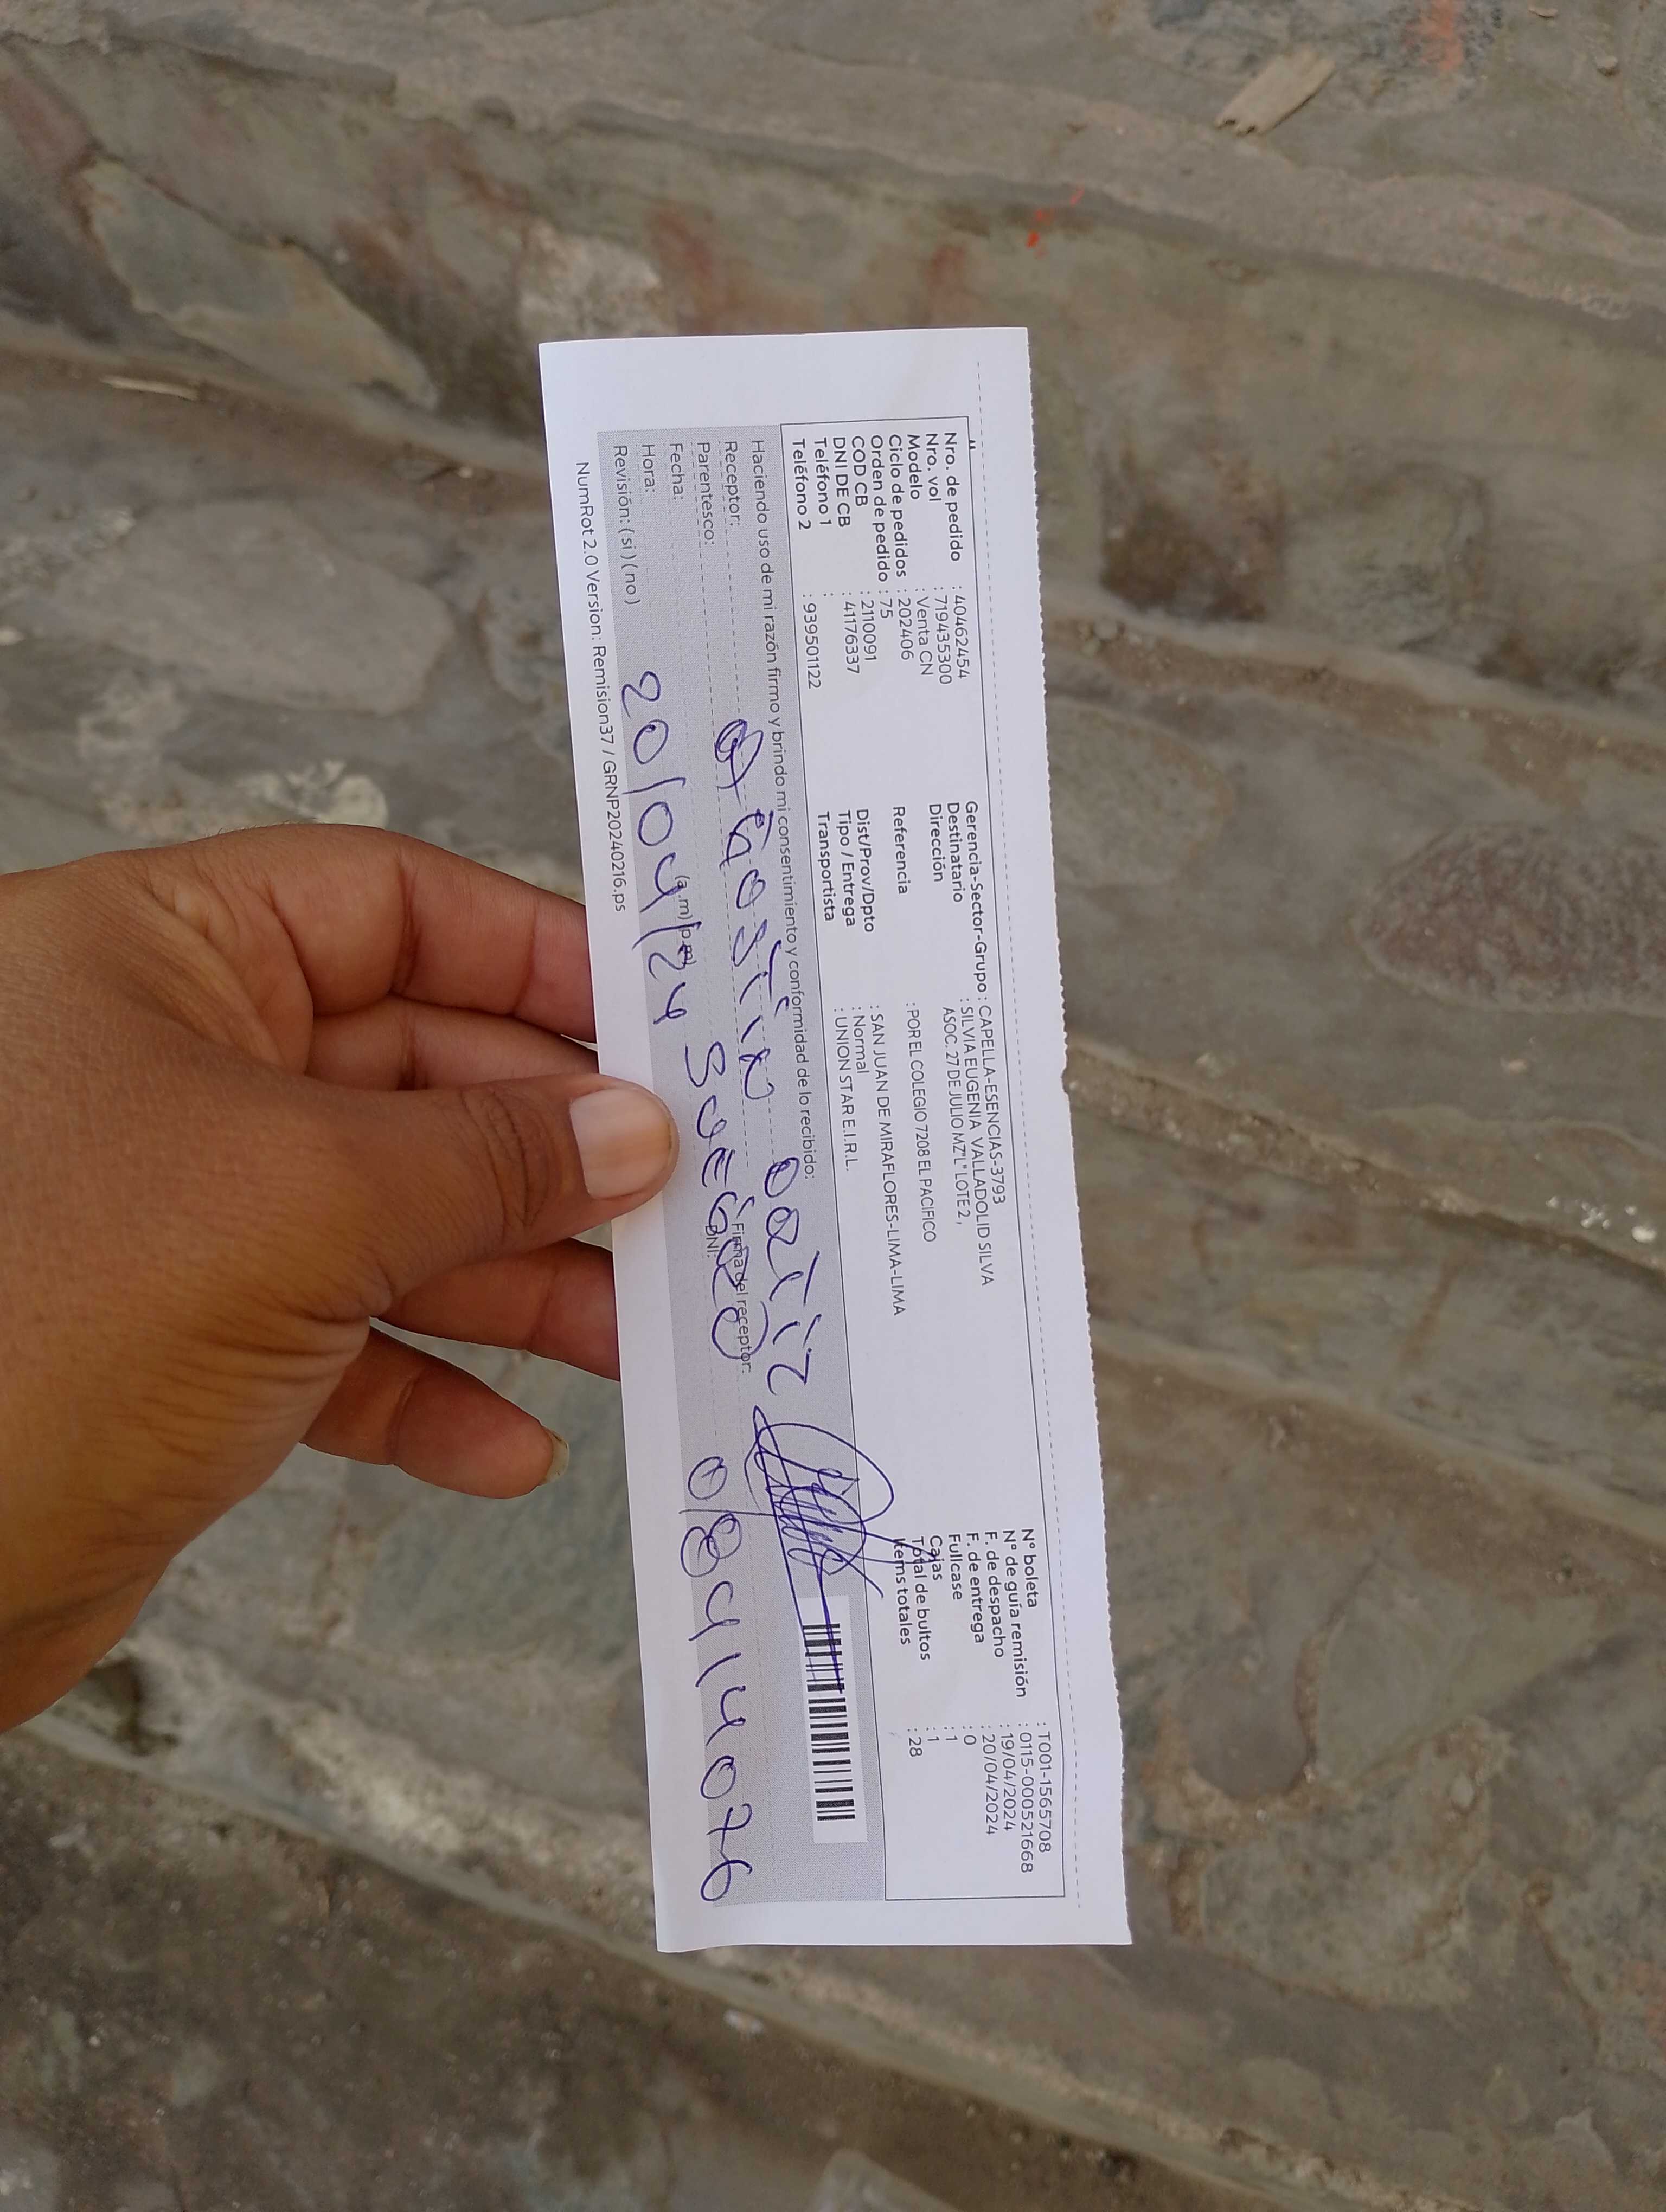 Nro. de pedido : 40462454
Nro. vol : 719435300
Modelo : Venta CN
Ciclo de pedidos : 202406
Orden de pedido : 75
COD CB : 2110091
DNI DE CB : 41176337
Teléfono 1 :
Teléfono 2 : 939501122
Gerencia-Sector-Grupo : CAPELLA-ESENCIAS-3793
Destinatario : SILVIA EUGENIA VALLADOLID SILVA
Dirección ASOC. 27 DE JULIO MZ"L" LOTE 2,
Referencia : POR EL COLEGIO 7208 EL PACIFICO
Dist/Prov/Dpto : SAN JUAN DE MIRAFLORES-LIMA-LIMA
Tipo / Entrega : Normal
Transportista : UNION STAR E.I.R.L.
N° boleta : T001-1565708
N° de guía remisión : 0115-000521668
F. de despacho : 19/04/2024
F. de entrega : 20/04/2024
Fullcase : 0
Cajas : 1
Total de bultos : 1
Items totales : 28
Haciendo uso de mi razón firmo y brindo mi consentimiento y conformidad de lo recibido:
Receptor:
Parentesco: Suegro
Firma del receptor:
DNI:
Fecha: 20/04/24
Hora: (a.m)(p.m)
Revisión: (si) (no)
NumRot 2.0 Version: Remision37 / GRNP20240216.ps